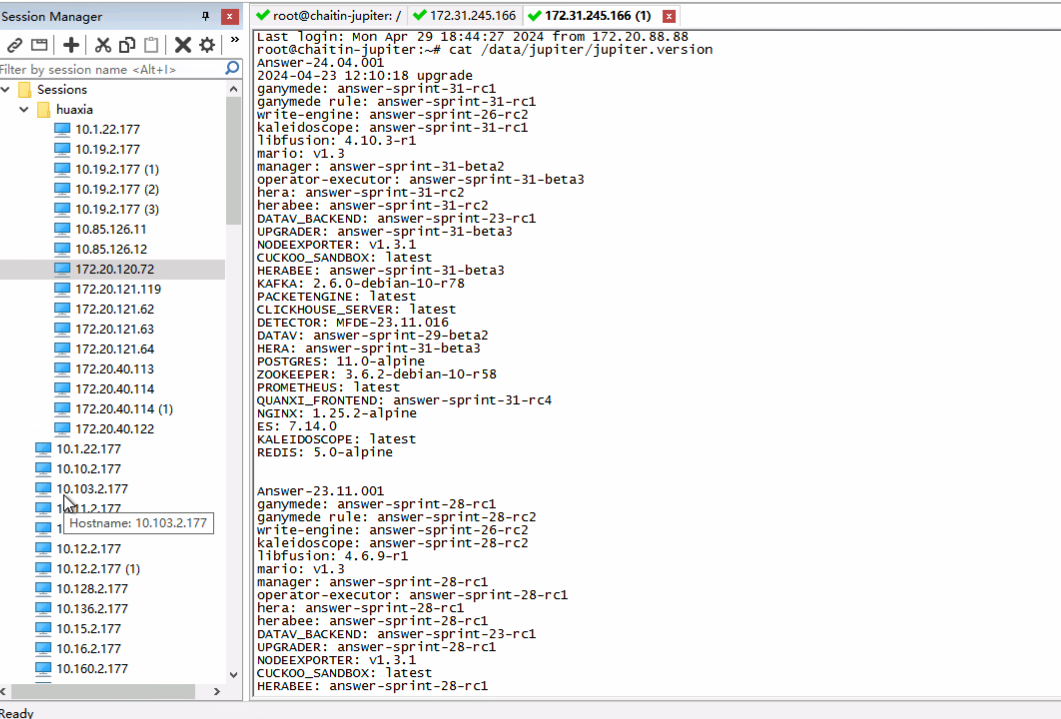 Session Manager
Filter by session name <Alt+I>
Sessions
huaxia
10.1.22.177
10.19.2.177
10.19.2.177 (1)
10.19.2.177 (2)
10.19.2.177 (3)
10.85.126.11
10.85.126.12
172.20.120.72
172.20.121.119
172.20.121.62
172.20.121.63
172.20.121.64
172.20.40.113
172.20.40.114
172.20.40.114 (1)
172.20.40.122
10.1.22.177
10.10.2.177
10.103.2.177
Hostname: 10.103.2.177
10.12.2.177
10.12.2.177 (1)
10.128.2.177
10.136.2.177
10.15.2.177
10.16.2.177
10.160.2.177
Ready
root@chaitin-jupiter: /
172.31.245.166
172.31.245.166 (1)
Last login: Mon Apr 29 18:44:27 2024 from 172.20.88.88
root@chaitin-jupiter:~# cat /data/jupiter/jupiter.version
Answer-24.04.001
2024-04-23 12:10:18 upgrade
ganymede: answer-sprint-31-rc1
ganymede rule: answer-sprint-31-rc1
write-engine: answer-sprint-26-rc2
kaleidoscope: answer-sprint-31-rc1
libfusion: 4.10.3-r1
mario: v1.3
manager: answer-sprint-31-beta2
operator-executor: answer-sprint-31-beta3
hera: answer-sprint-31-rc2
herabee: answer-sprint-31-rc2
DATAV_BACKEND: answer-sprint-23-rc1
UPGRADER: answer-sprint-31-beta3
NODEEXPORTER: v1.3.1
CUCKOO_SANDBOX: latest
HERABEE: answer-sprint-31-beta3
KAFKA: 2.6.0-debian-10-r78
PACKETENGINE: latest
CLICKHOUSE_SERVER: latest
DETECTOR: MFDE-23.11.016
DATAV: answer-sprint-29-beta2
HERA: answer-sprint-31-beta3
POSTGRES: 11.0-alpine
ZOOKEEPER: 3.6.2-debian-10-r58
PROMETHEUS: latest
QUANXI_FRONTEND: answer-sprint-31-rc4
NGINX: 1.25.2-alpine
ES: 7.14.0
KALEIDOSCOPE: latest
REDIS: 5.0-alpine
Answer-23.11.001
ganymede: answer-sprint-28-rc1
ganymede rule: answer-sprint-28-rc2
write-engine: answer-sprint-26-rc2
kaleidoscope: answer-sprint-28-rc2
libfusion: 4.6.9-r1
mario: v1.3
manager: answer-sprint-28-rc1
operator-executor: answer-sprint-28-rc1
hera: answer-sprint-28-rc1
herabee: answer-sprint-28-rc1
DATAV_BACKEND: answer-sprint-23-rc1
UPGRADER: answer-sprint-28-rc1
NODEEXPORTER: v1.3.1
CUCKOO_SANDBOX: latest
HERABEE: answer-sprint-28-rc1